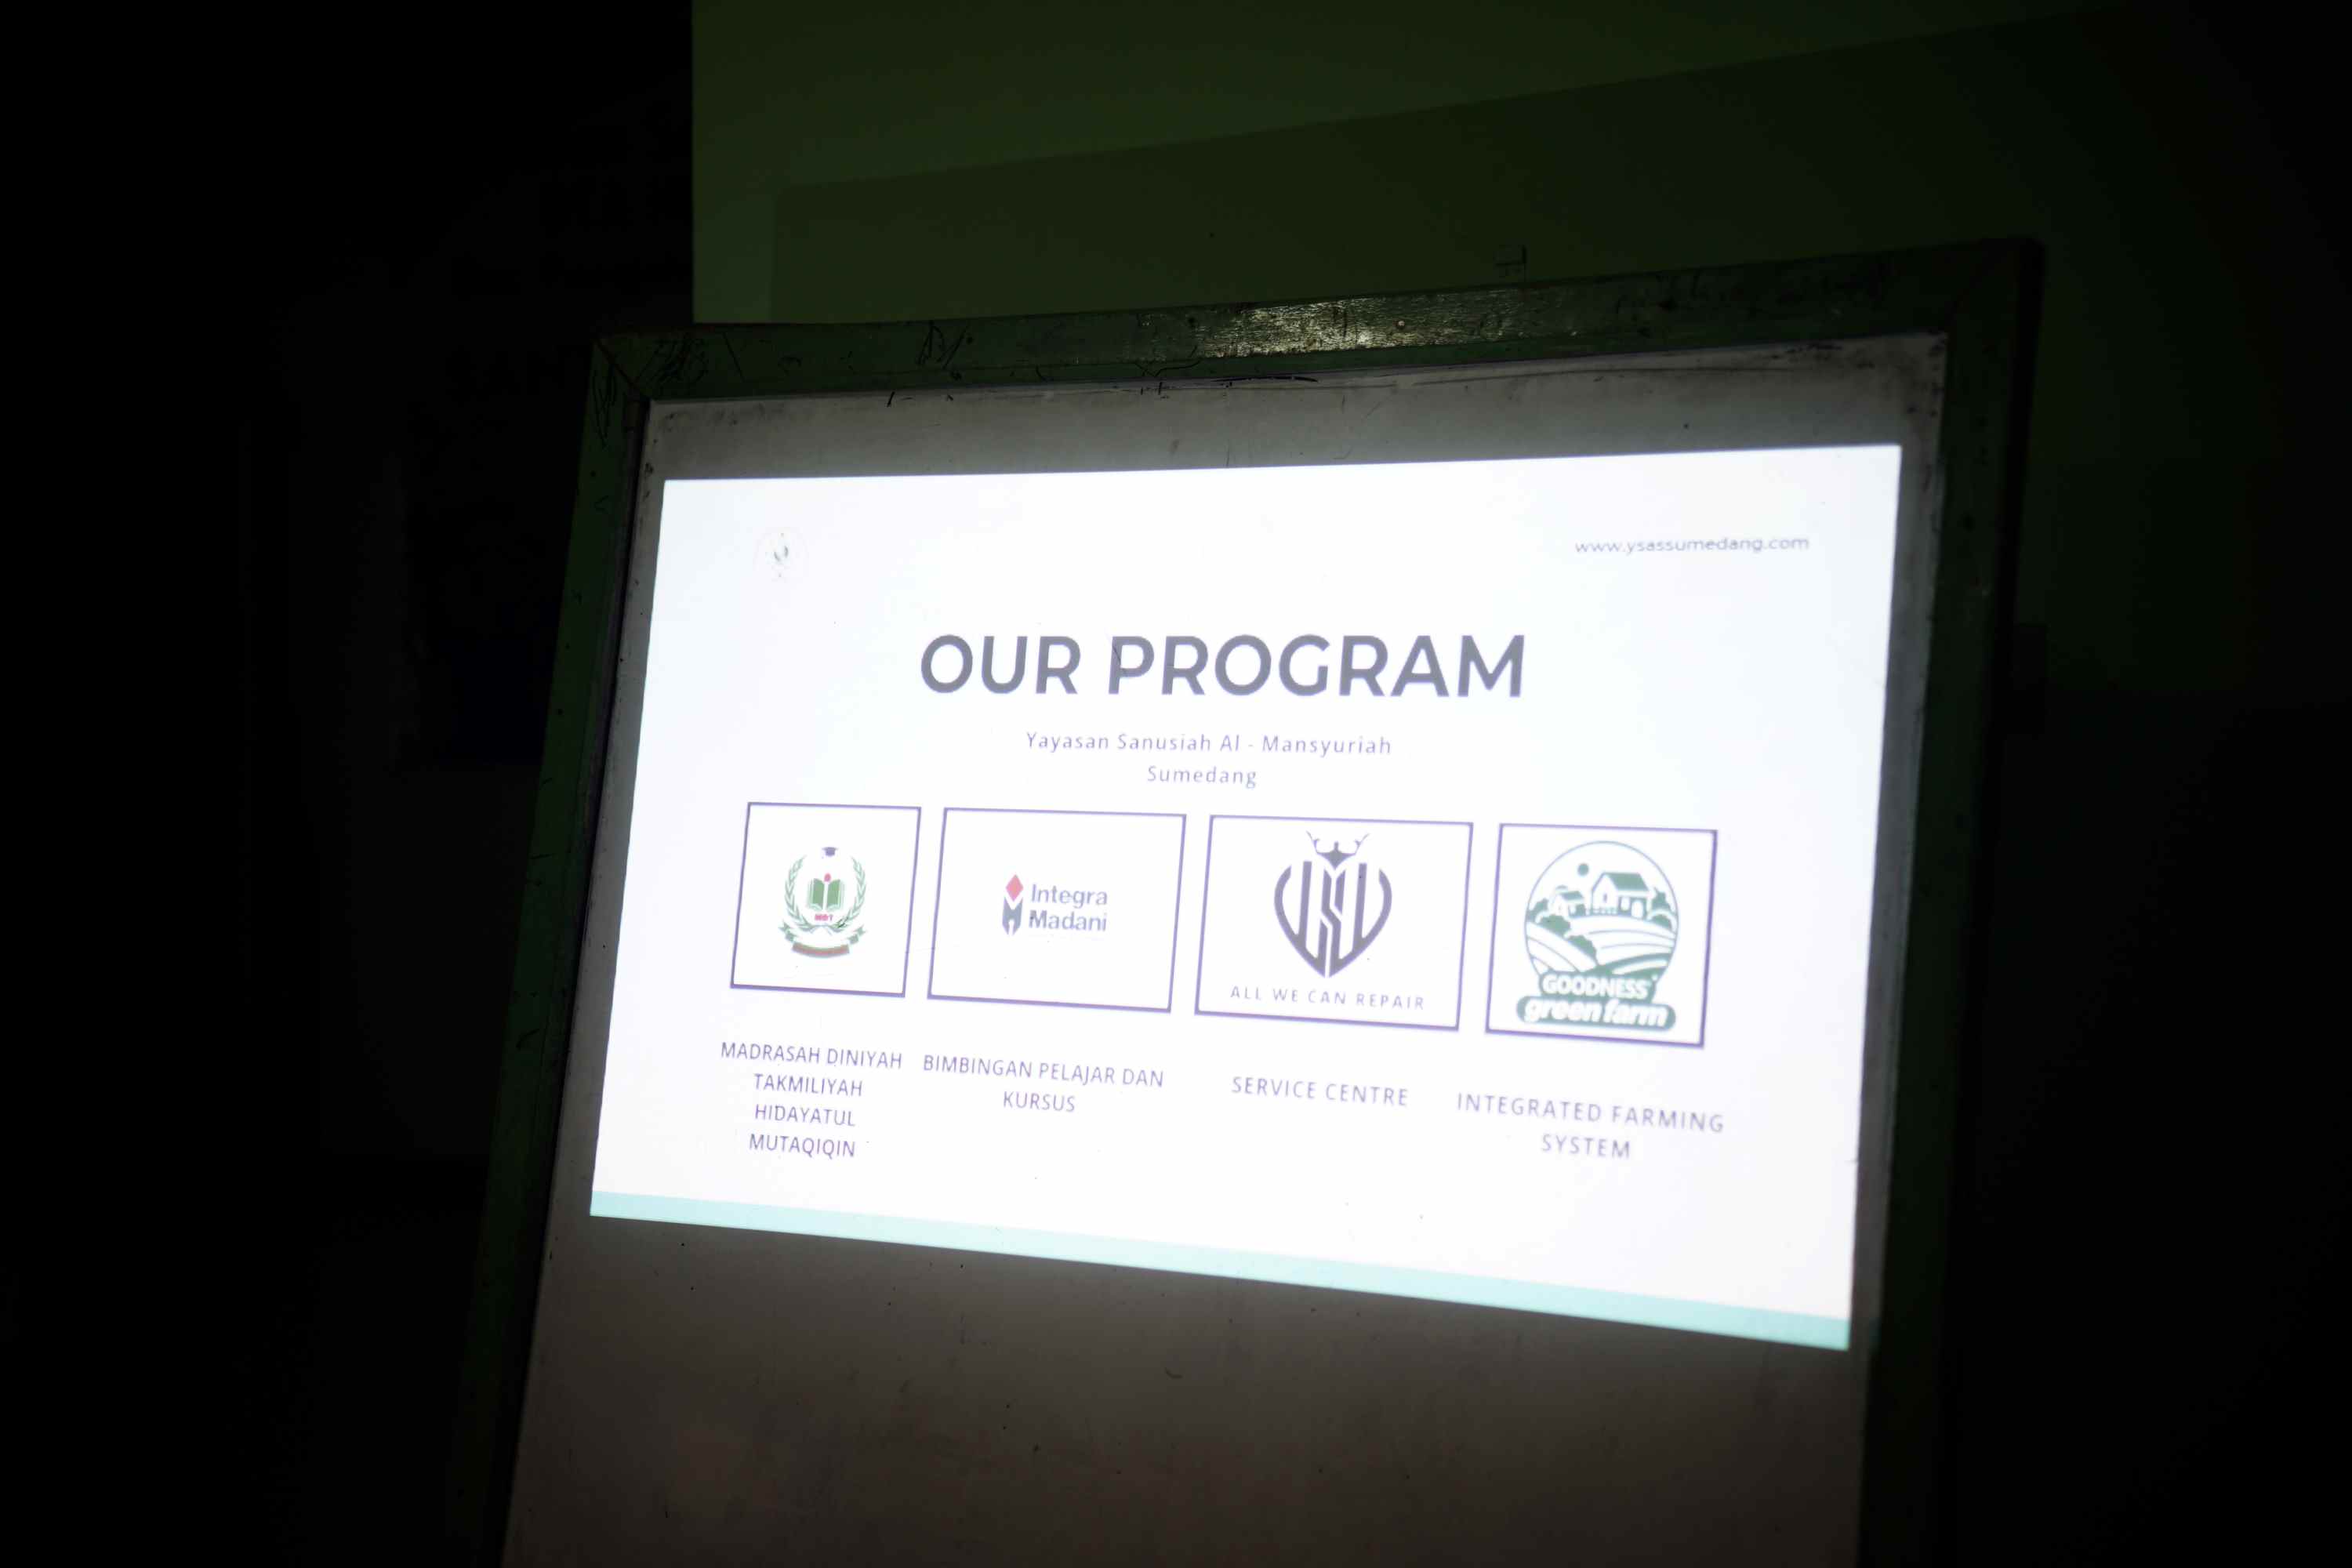 www.ysassumedang.com
OUR PROGRAM
Yayasan Sanusiah Al - Mansyuriah
Sumedang
MDT
Integra
Madani
ALL WE CAN REPAIR
GOODNESS
green farm
MADRASAH DINIYAH
TAKMILIYAH
HIDAYATUL
MUTAQIQIN
BIMBINGAN PELAJAR DAN
KURSUS
SERVICE CENTRE
INTEGRATED FARMING
SYSTEM